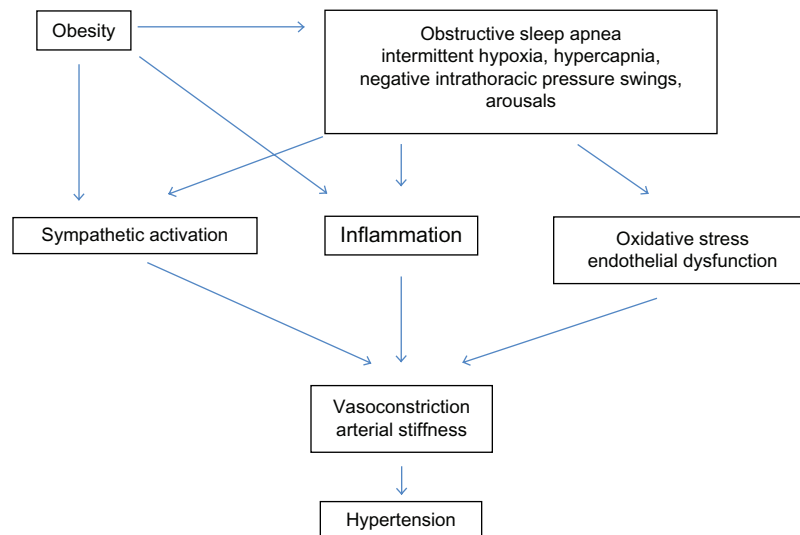 Obesity
Obstructive sleep apnea
intermittent hypoxia, hypercapnia,
negative intrathoracic pressure swings,
arousals
Sympathetic activation
Inflammation
Oxidative stress
endothelial dysfunction
Vasoconstriction
arterial stiffness
Hypertension